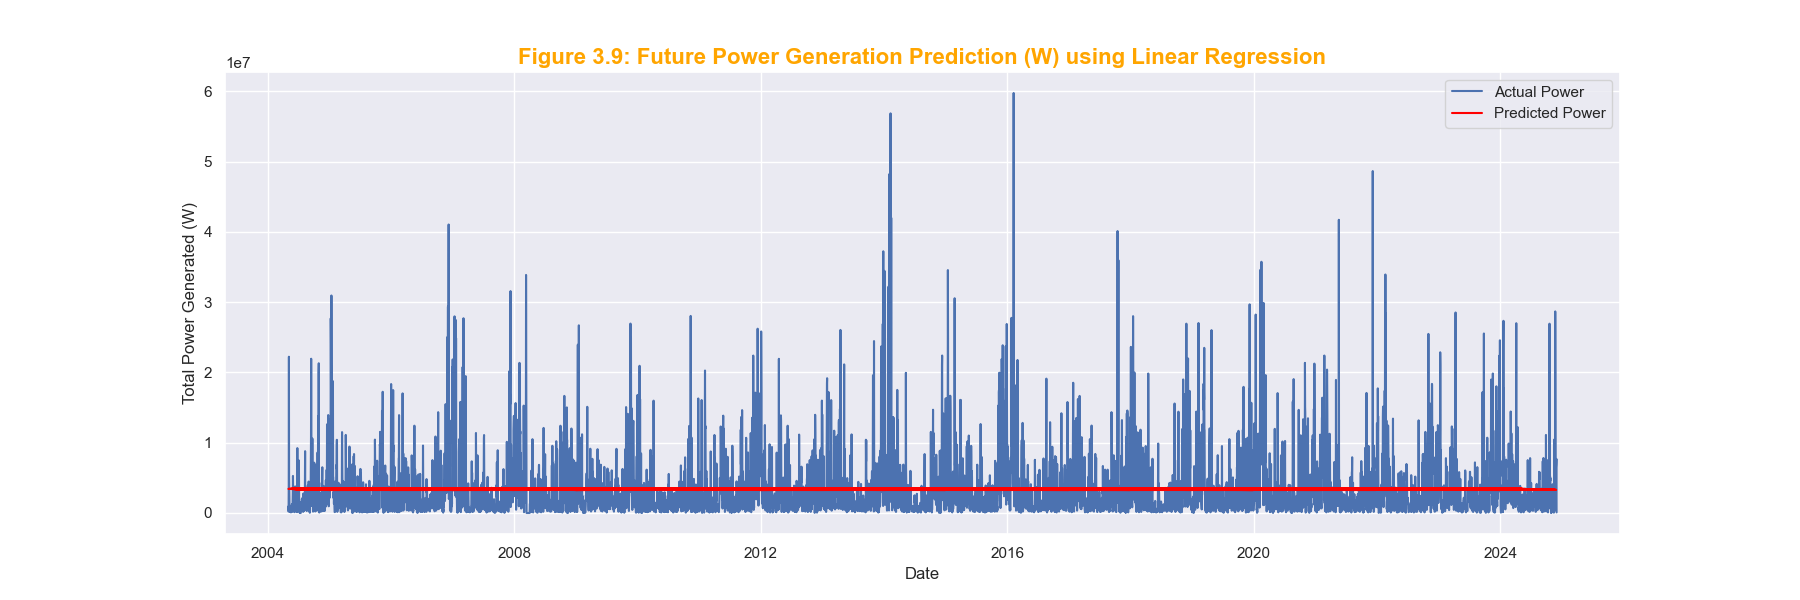 Figure 3.9: Future Power Generation Prediction (W) using Linear Regression
1e7
Actual Power
Predicted Power
6
5
4
3
2
1
0
Total Power Generated (W)
2004
2008
2012
2016
2020
2024
Date